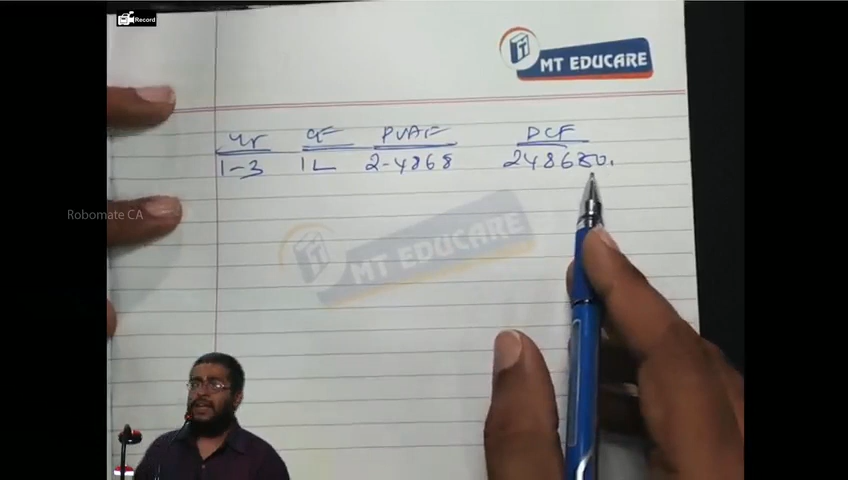 Record
MT EDUCARE
Yr CF PVAF DCF
1-3 1L 2-4868 248680.
Robomate CA
MT EDUCARE